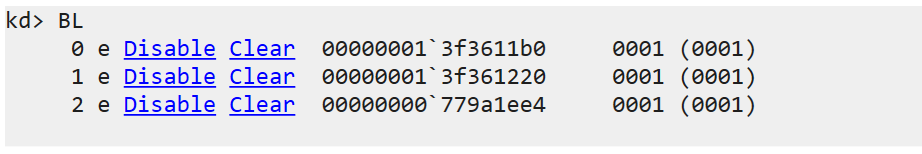 kd> BL
0 e Disable Clear 00000001`3f3611b0 0001 (0001)
1 e Disable Clear 00000001`3f361220 0001 (0001)
2 e Disable Clear 00000000`779a1ee4 0001 (0001)